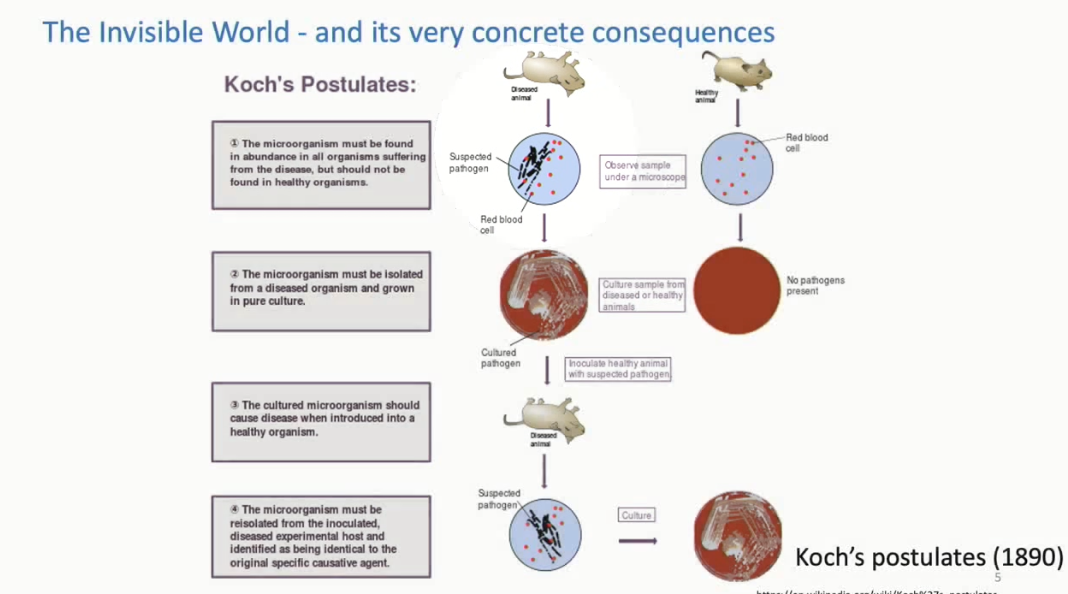 The Invisible World - and its very concrete consequences
Koch's Postulates:
① The microorganism must be found
in abundance in all organisms suffering
from the disease, but should not be
found in healthy organisms.
Diseased
animal
Healthy
animal
Suspected
pathogen
Red blood
cell
Observe sample
under a microscope
Red blood
cell
② The microorganism must be isolated
from a diseased organism and grown
in pure culture.
Cultured
pathogen
Culture sample from
diseased or healthy
animals
No pathogens
present
Inoculate healthy animal
with suspected pathogen
③ The cultured microorganism should
cause disease when introduced into a
healthy organism.
Diseased
animal
④ The microorganism must be
reisolated from the inoculated,
diseased experimental host and
identified as being identical to the
original specific causative agent.
Suspected
pathogen
Culture
Koch's postulates (1890)
5